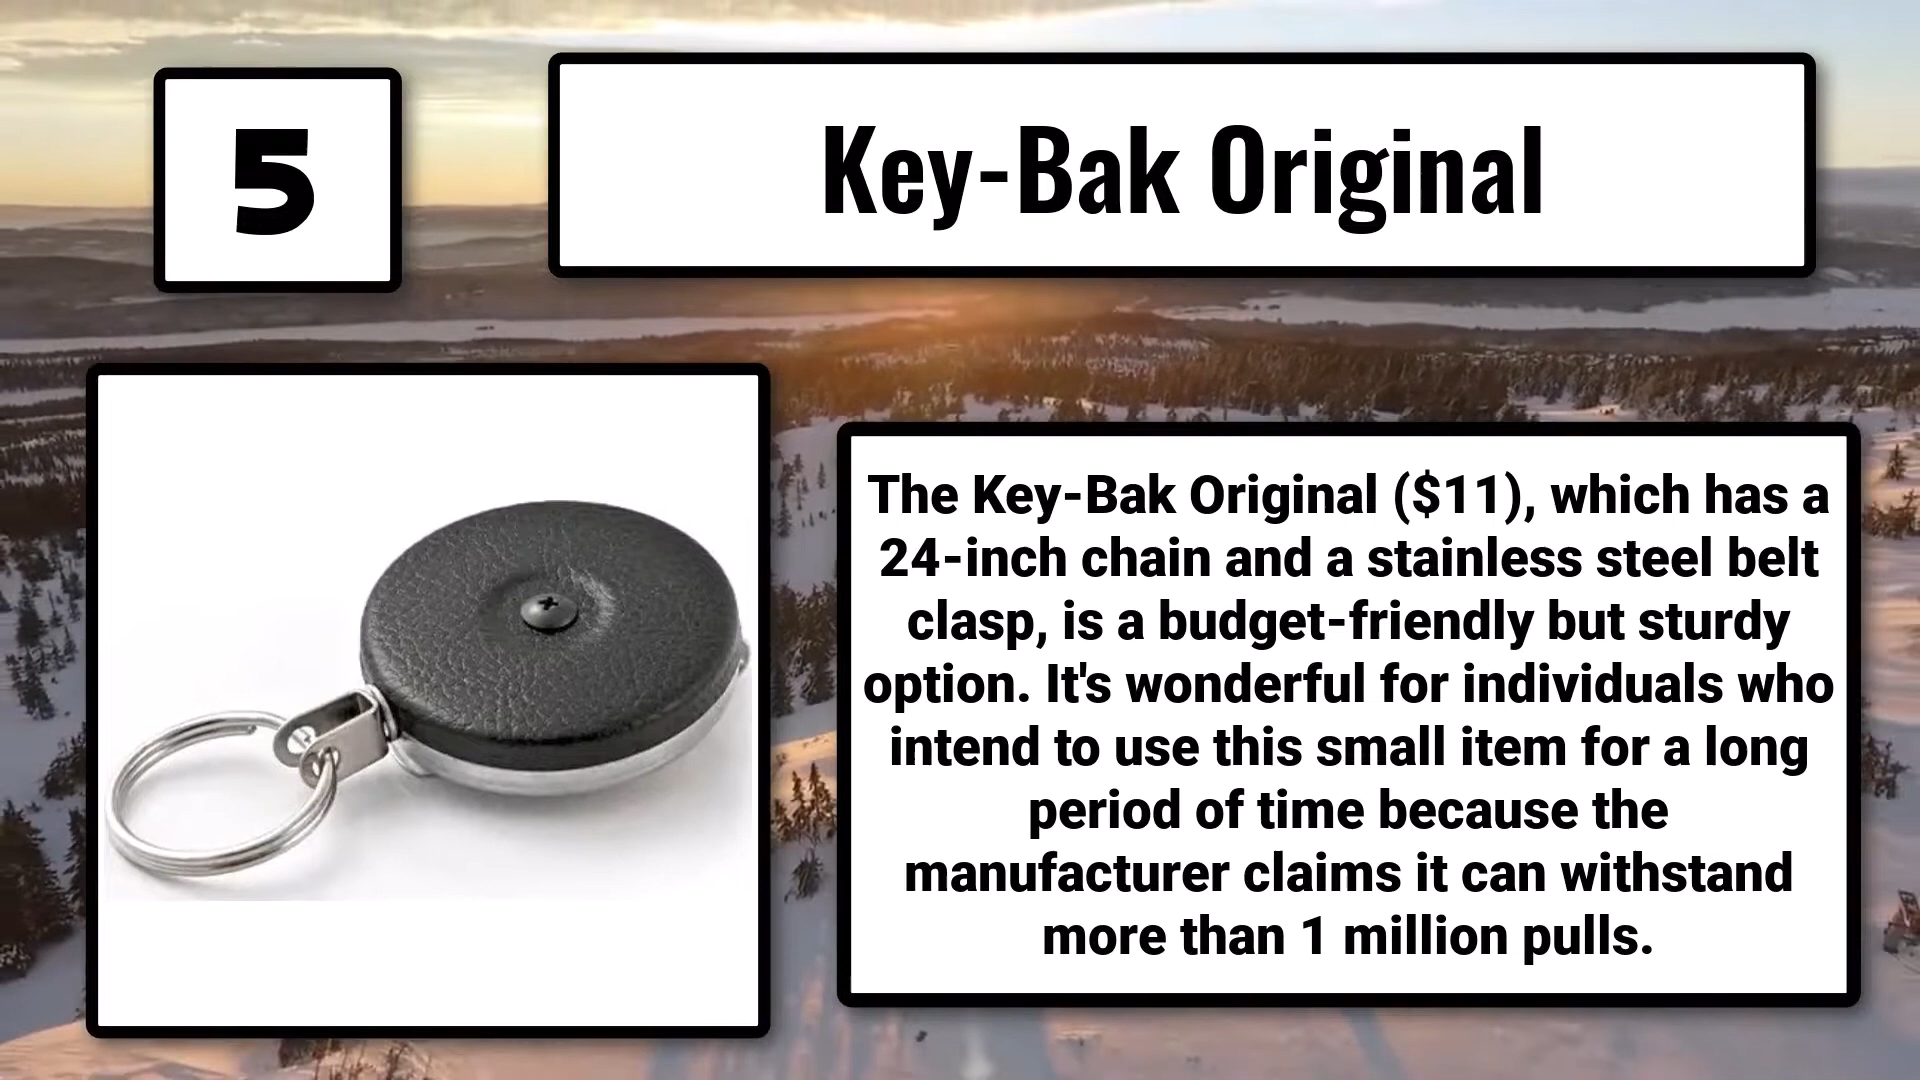 5
Key-Bak Original
The Key-Bak Original ($11), which has a
24-inch chain and a stainless steel belt
clasp, is a budget-friendly but sturdy
option. It's wonderful for individuals who
intend to use this small item for a long
period of time because the
manufacturer claims it can withstand
more than 1 million pulls.